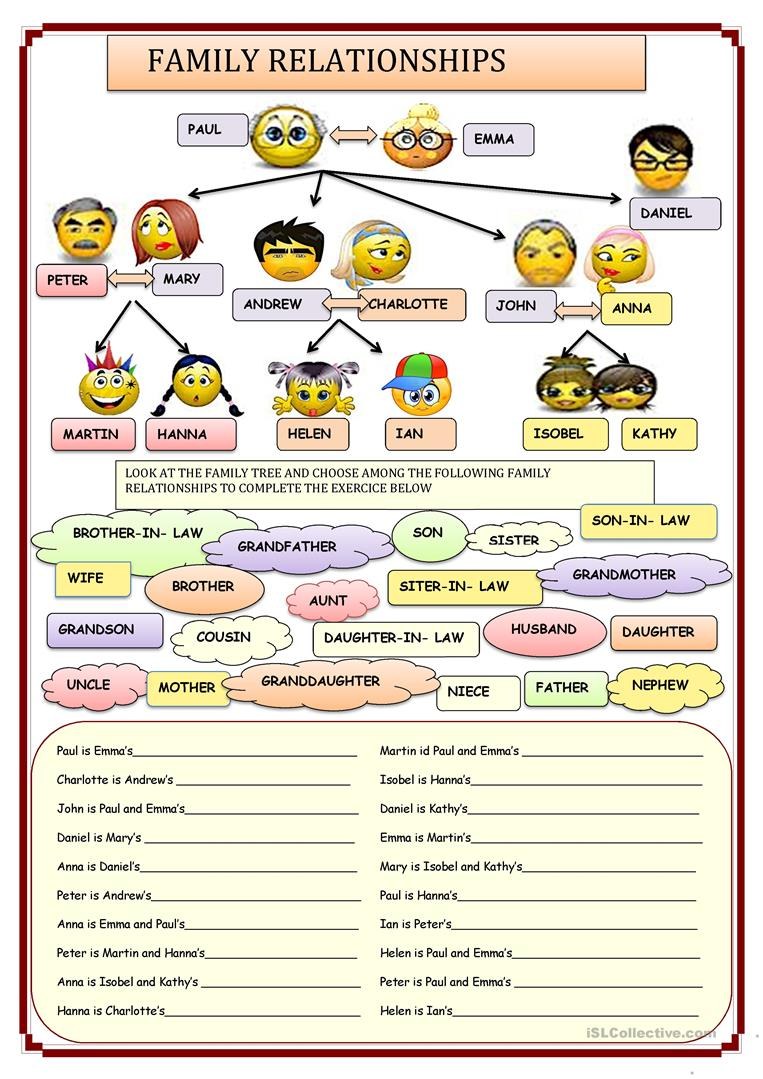 FAMILY RELATIONSHIPS
PAUL
EMMA
DANIEL
PETER
MARY
ANDREW
CHARLOTTE
JOHN
ANNA
MARTIN
HANNA
HELEN
IAN
ISOBEL
KATHY
LOOK AT THE FAMILY TREE AND CHOOSE AMONG THE FOLLOWING FAMILY
RELATIONSHIPS TO COMPLETE THE EXERCICE BELOW
BROTHER-IN- LAW
GRANDFATHER
SON
SISTER
SON-IN- LAW
WIFE
BROTHER
AUNT
SITER-IN- LAW
GRANDMOTHER
GRANDSON
COUSIN
DAUGHTER-IN- LAW
HUSBAND
DAUGHTER
UNCLE
MOTHER
GRANDDAUGHTER
NIECE
FATHER
NEPHEW
Paul is Emma's
Charlotte is Andrew's
John is Paul and Emma's
Daniel is Mary's
Anna is Daniel's
Peter is Andrew's
Anna is Emma and Paul's
Peter is Martin and Hanna's
Anna is Isobel and Kathy's
Hanna is Charlotte's
Martin id Paul and Emma's
Isobel is Hanna's
Daniel is Kathy's
Emma is Martin's
Mary is Isobel and Kathy's
Paul is Hanna's
Ian is Peter's
Helen is Paul and Emma's
Peter is Paul and Emma's
Helen is Ian's
iSLCollective.com